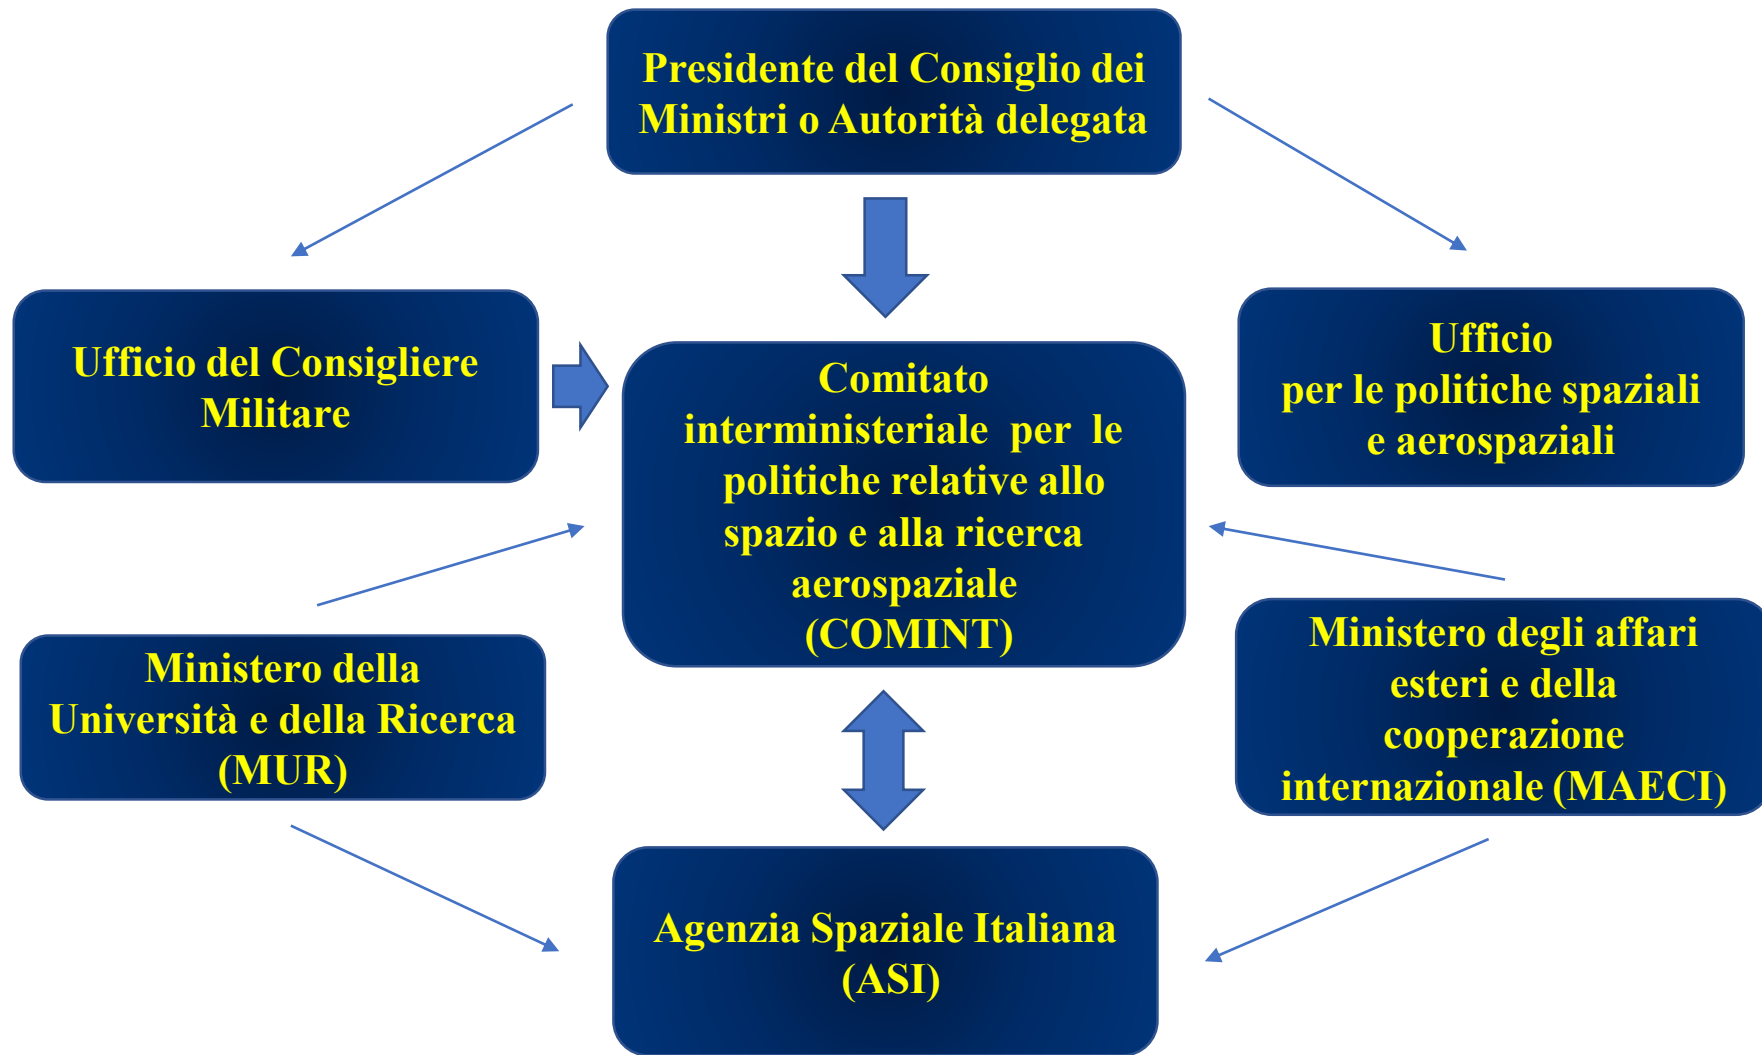 Presidente del Consiglio dei
Ministri o Autorità delegata
Ufficio del Consigliere
Militare
Comitato
interministeriale per le
politiche relative allo
spazio e alla ricerca
aerospaziale
(COMINT)
Ufficio
per le politiche spaziali
e aerospaziali
Ministero della
Università e della Ricerca
(MUR)
Ministero degli affari
esteri e della
cooperazione
internazionale (MAECI)
Agenzia Spaziale Italiana
(ASI)